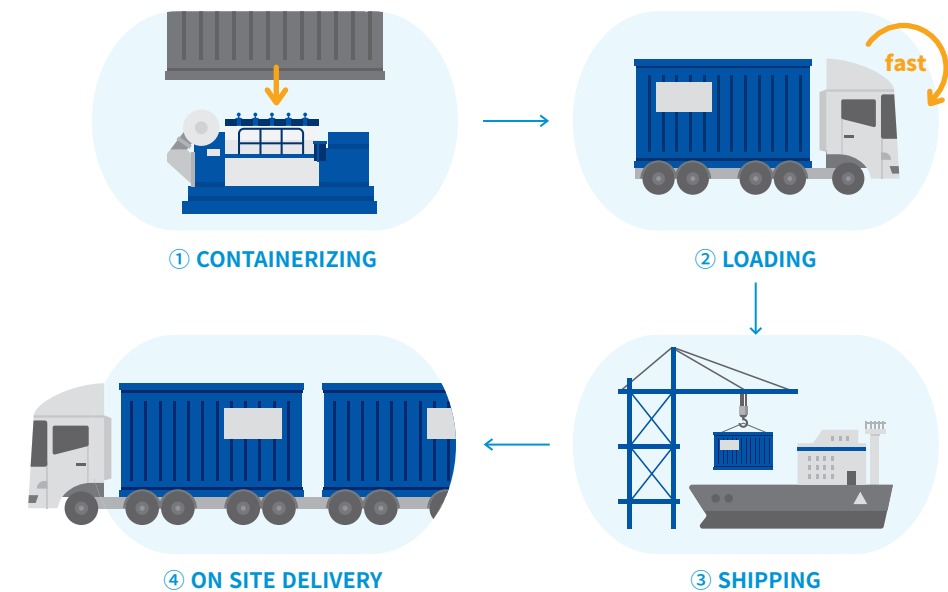 fast
① CONTAINERIZING
② LOADING
③ SHIPPING
④ ON SITE DELIVERY